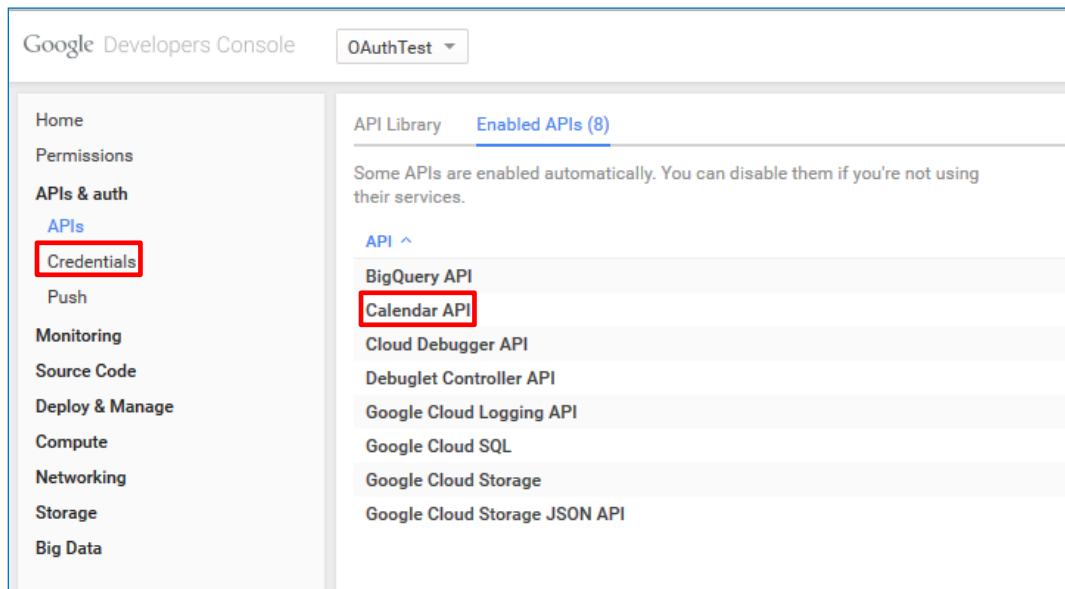 Google Developers Console
OAuthTest
Home
Permissions
APIs & auth
APIs
Credentials
Push
Monitoring
Source Code
Deploy & Manage
Compute
Networking
Storage
Big Data
API Library
Enabled APIs (8)
Some APIs are enabled automatically. You can disable them if you're not using
their services.
API
BigQuery API
Calendar API
Cloud Debugger API
Debuglet Controller API
Google Cloud Logging API
Google Cloud SQL
Google Cloud Storage
Google Cloud Storage JSON API